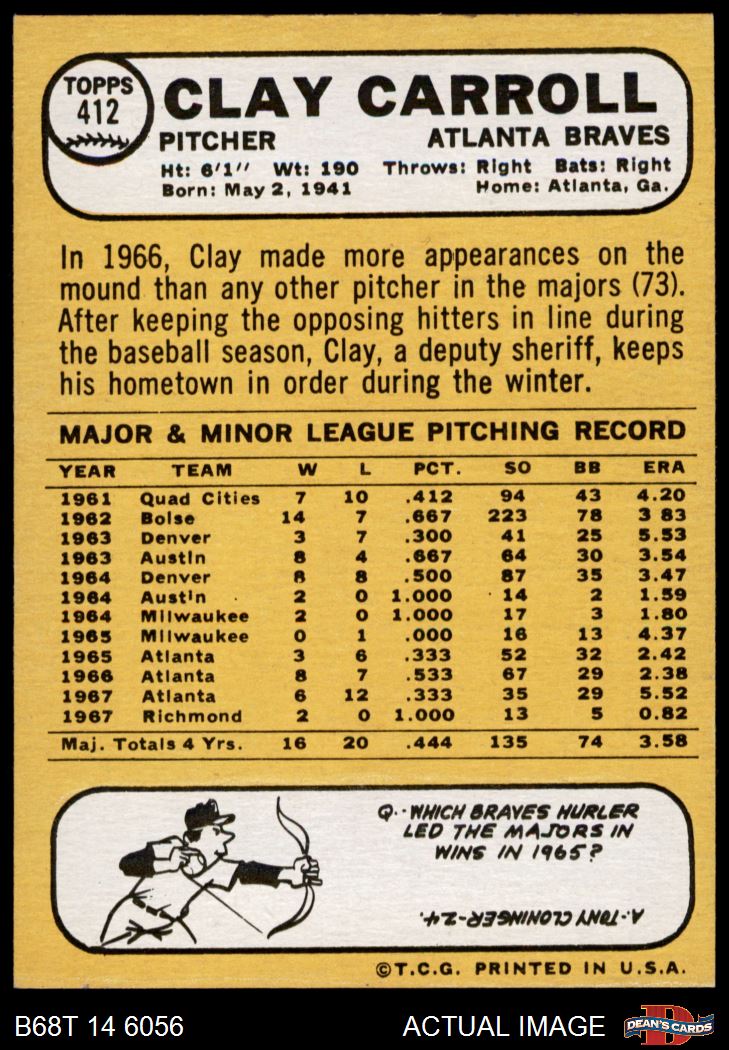 TOPPS
412
CLAY CARROLL
PITCHER ATLANTA BRAVES
Ht: 6'1" Wt: 190 Throws: Right Bats: Right
Born: May 2, 1941 Home: Atlanta, Ga.
In 1966, Clay made more appearances on the
mound than any other pitcher in the majors (73).
After keeping the opposing hitters in line during
the baseball season, Clay, a deputy sheriff, keeps
his hometown in order during the winter.
MAJOR & MINOR LEAGUE PITCHING RECORD
YEAR TEAM W L PCT. SO BB ERA
1961 Quad Cities 7 10 .412 94 43 4.20
1962 Boise 14 7 .667 223 78 3 83
1963 Denver 3 7 .300 41 25 5.53
1963 Austin 8 4 .667 64 30 3.54
1964 Denver 8 8 .500 87 35 3.47
1964 Austin 2 0 1.000 14 2 1.59
1964 Milwaukee 2 0 1.000 17 3 1.80
1965 Milwaukee 0 1 .000 16 13 4.37
1965 Atlanta 3 6 .333 52 32 2.42
1966 Atlanta 8 7 .533 67 29 2.38
1967 Atlanta 6 12 .333 35 29 5.52
1967 Richmond 2 0 1.000 13 5 0.82
Maj. Totals 4 Yrs. 16 20 .444 135 74 3.58
Q.-WHICH BRAVES HURLER
LED THE MAJORS IN
WINS IN 1965?
A-TONY CLONINGER-24.
©T.C.G. PRINTED IN U.S.A.
B68T 14 6056 ACTUAL IMAGE
D
DEAN'S CARDS